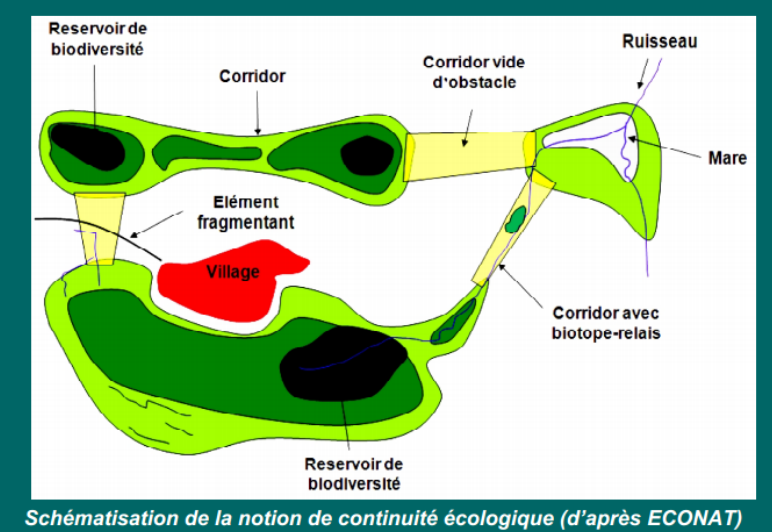 Reservoir de
biodiversité
Corridor
Corridor vide
d'obstacle
Ruisseau
Mare
Elément
fragmentant
Village
Corridor avec
biotope-relais
Reservoir de
biodiversité
Schématisation de la notion de continuité écologique (d'après ECONAT)